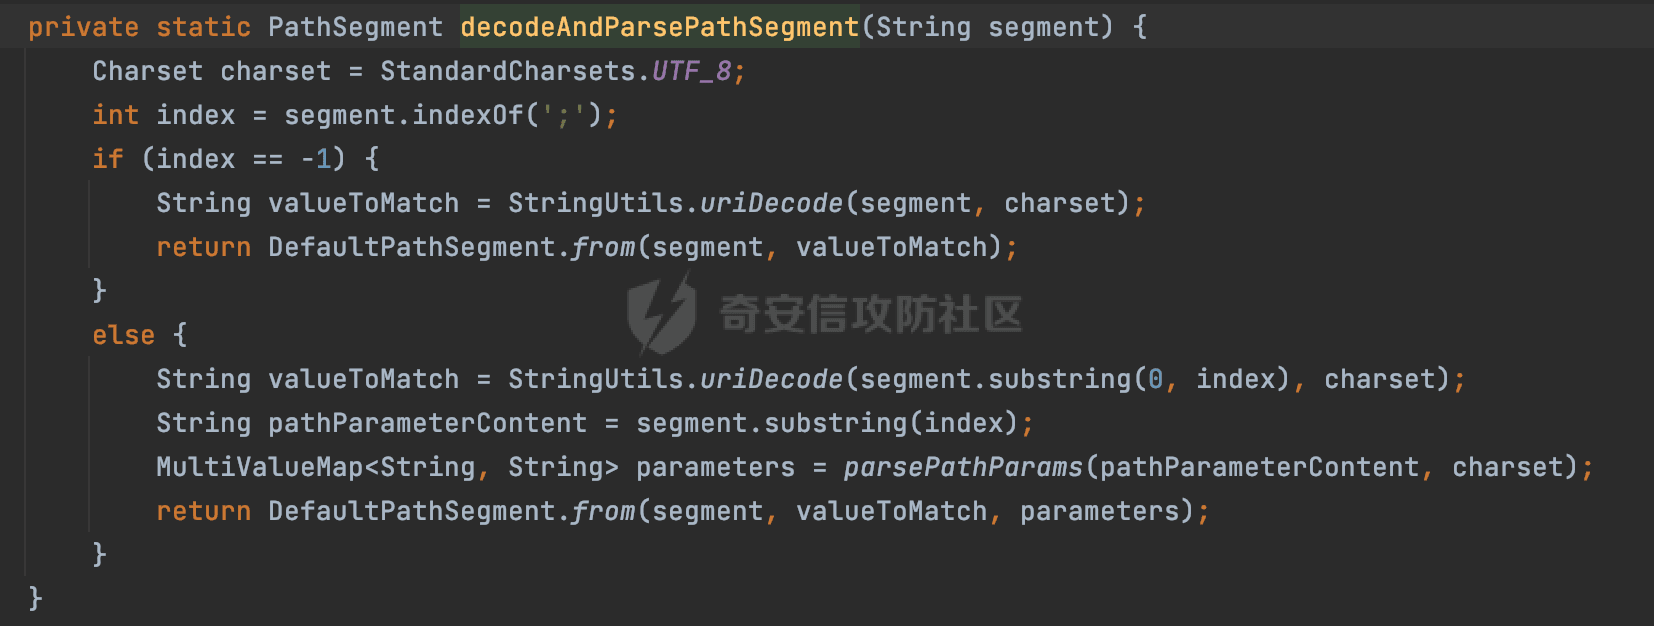 private static PathSegment decodeAndParsePathSegment(String segment) {
    Charset charset = StandardCharsets.UTF_8;
    int index = segment.indexOf(';');
    if (index == -1) {
        String valueToMatch = StringUtils.uriDecode(segment, charset);
        return DefaultPathSegment.from(segment, valueToMatch);
    }
奇安信攻防社区
    else {
        String valueToMatch = StringUtils.uriDecode(segment.substring(0, index), charset);
        String pathParameterContent = segment.substring(index);
        MultiValueMap<String, String> parameters = parsePathParams(pathParameterContent, charset);
        return DefaultPathSegment.from(segment, valueToMatch, parameters);
    }
}